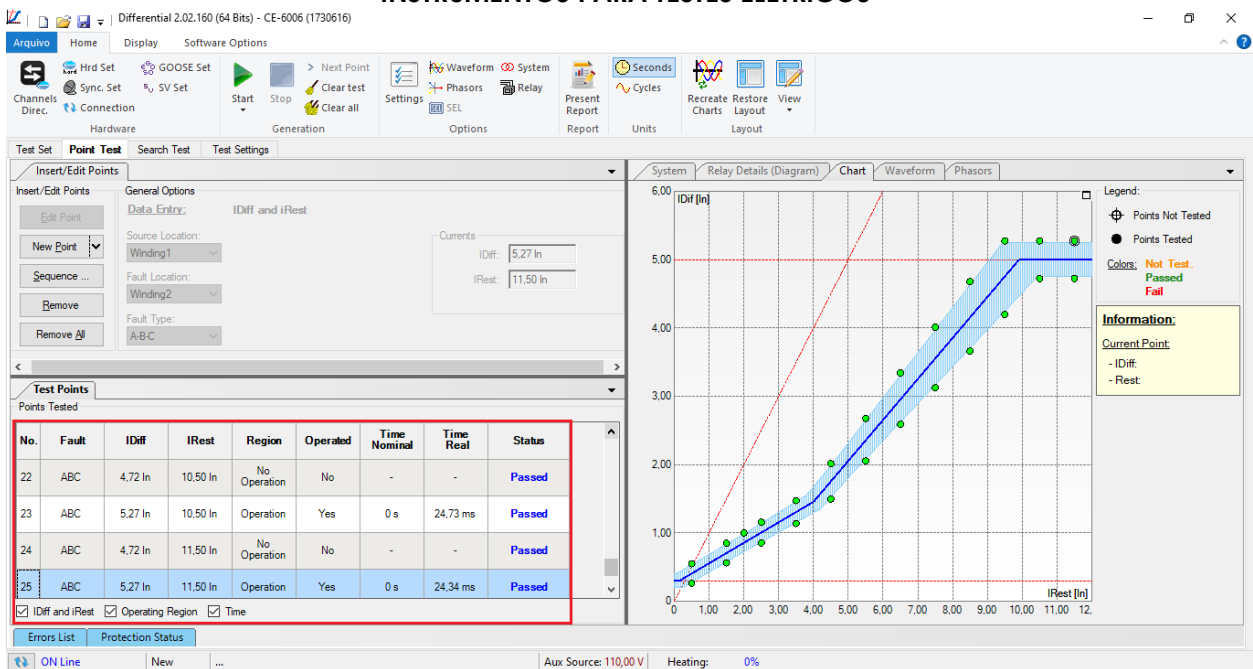 INSTRUMENTOS PARA TESTES ELÉTRICOS
Differential 2.02.160 (64 Bits) - CE-6006 (1730616)
Arquivo Home Display Software Options
Channels Direc.
Hrd Set
Sync. Set
Connection
GOOSE Set
SV Set
Hardware
Start
Stop
Next Point
Clear test
Clear all
Generation
Settings
Waveform
Phasors
SEL
System
Relay
Options
Present Report
Report
Seconds
Cycles
Units
Recreate Charts
Restore Layout
View
Layout
Test Set Point Test Search Test Test Settings
Insert/Edit Points
Insert/Edit Points
Edit Point
New Point
Sequence ...
Remove
Remove All
General Options
Data Entry: IDiff and iRest
Source Location:
Winding1
Fault Location:
Winding2
Fault Type:
A-B-C
Currents
IDiff: 5,27 In
IRest: 11,50 In
Test Points
Points Tested
No. Fault IDiff IRest Region Operated Time Nominal Time Real Status
22 ABC 4,72 In 10,50 In No Operation No - - Passed
23 ABC 5,27 In 10,50 In Operation Yes 0 s 24,73 ms Passed
24 ABC 4,72 In 11,50 In No Operation No - - Passed
25 ABC 5,27 In 11,50 In Operation Yes 0 s 24,34 ms Passed
IDiff and iRest Operating Region Time
Errors List Protection Status
System Relay Details (Diagram) Chart Waveform Phasors
IDif [In]
6,00
5,00
4,00
3,00
2,00
1,00
0
0 1,00 2,00 3,00 4,00 5,00 6,00 7,00 8,00 9,00 10,00 11,00 12,
IRest [In]
Legend:
Points Not Tested
Points Tested
Colors: Not Test.
Passed
Fail
Information:
Current Point:
- IDiff:
- Rest:
ON Line New ... Aux Source: 110,00 V Heating: 0%